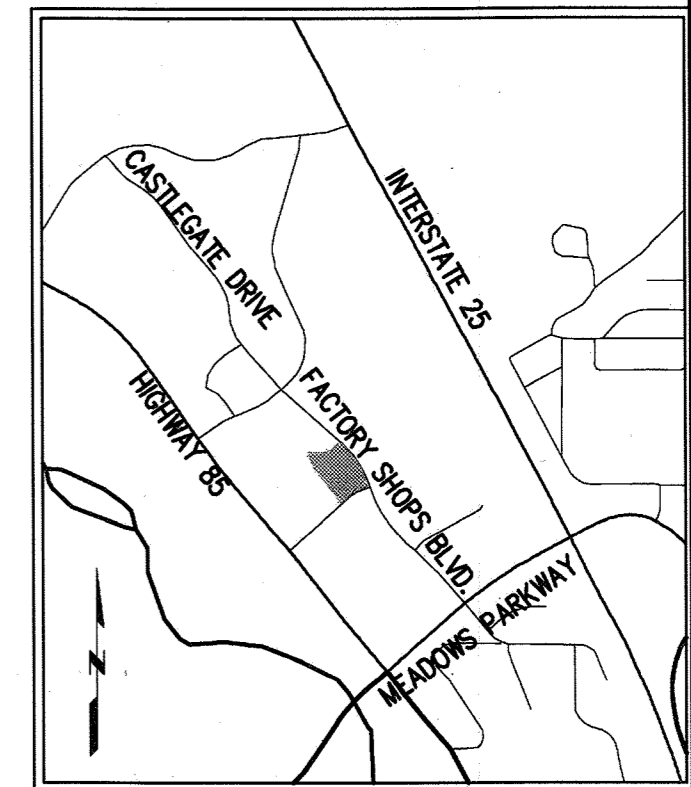 CASTLEGATE DRIVE
INTERSTATE 25
HIGHWAY 85
FACTORY SHOPS BLVD.
MEADOWS PARKWAY
N